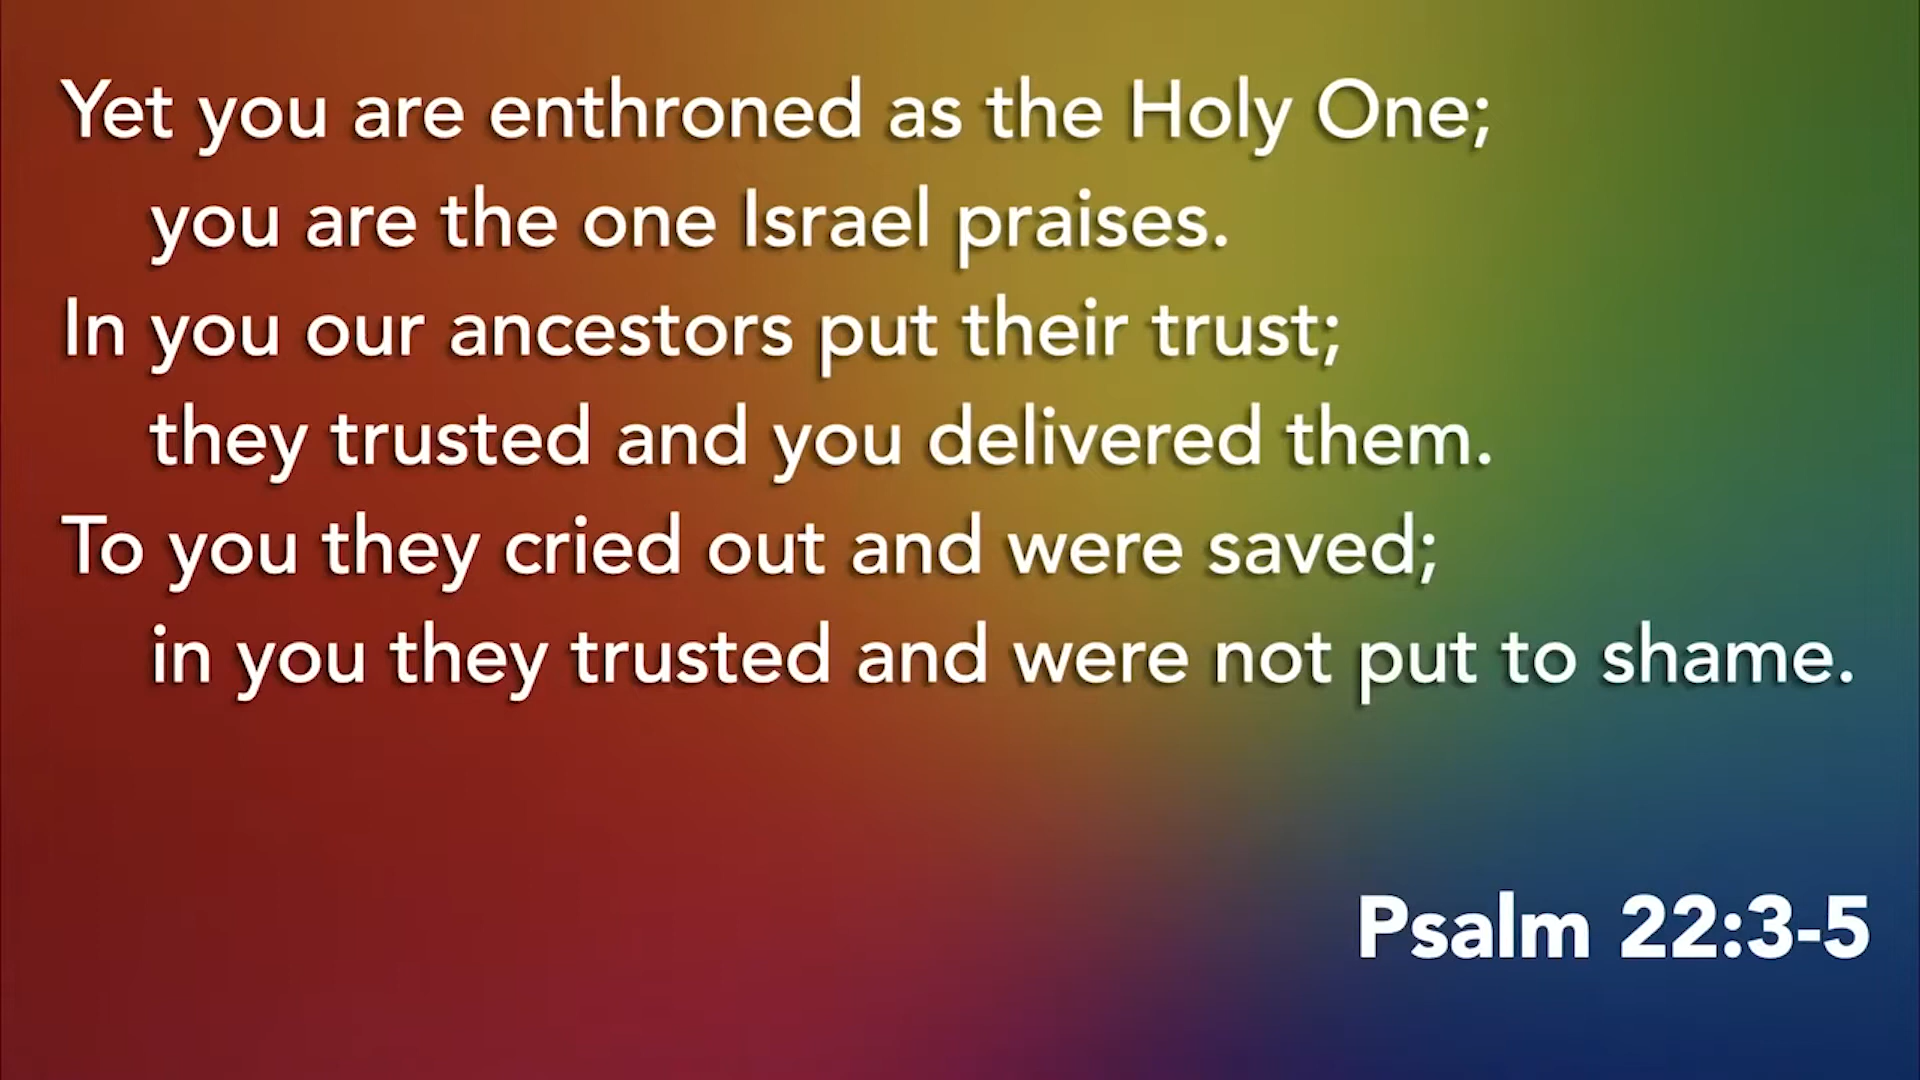 Yet you are enthroned as the Holy One;
you are the one Israel praises.
In you our ancestors put their trust;
they trusted and you delivered them.
To you they cried out and were saved;
in you they trusted and were not put to shame.
Psalm 22:3-5